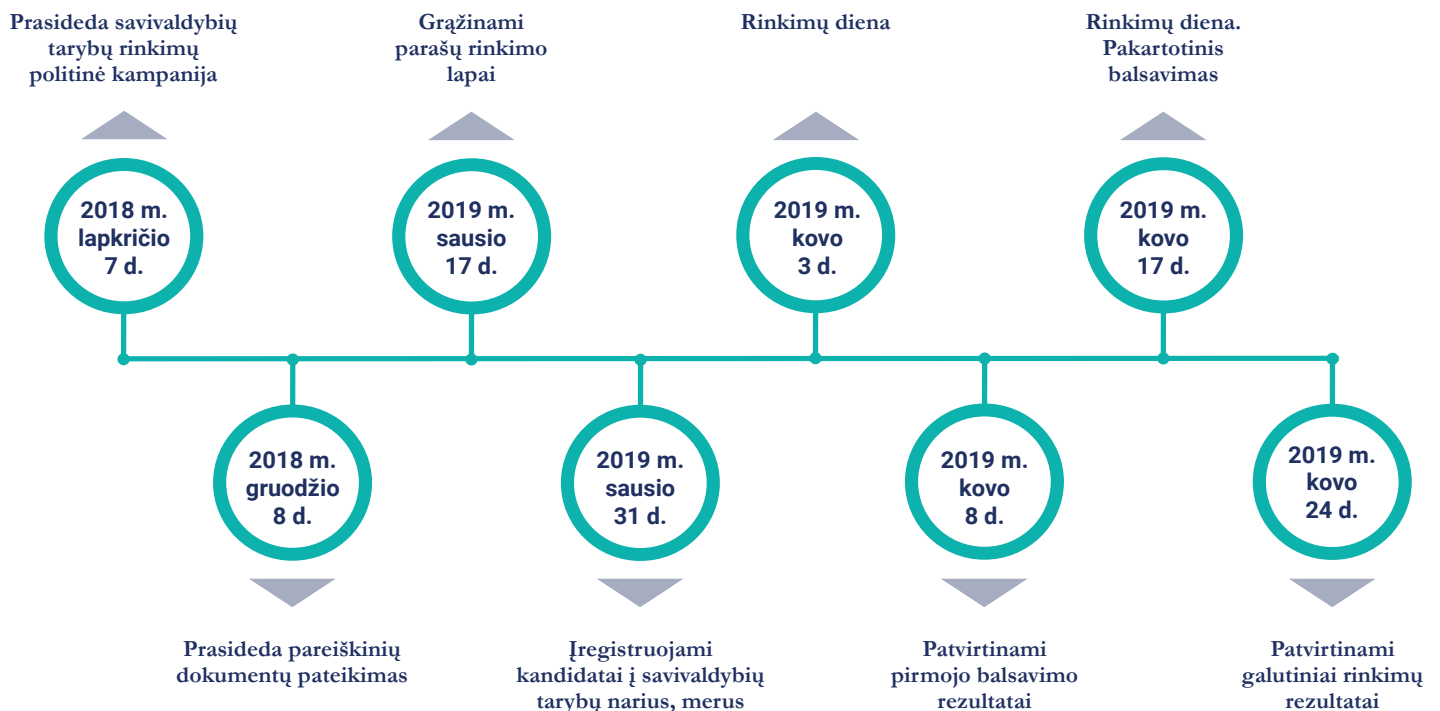 Prasideda savivaldybių
tarybų rinkimų
politinė kampanija
Grąžinami
parašų rinkimo
lapai
Rinkimų diena
Rinkimų diena.
Pakartotinis
balsavimas
2018 m.
lapkričio
7 d.
2019 m.
sausio
17 d.
2019 m.
kovo
3 d.
2019 m.
kovo
17 d.
2018 m.
gruodžio
8 d.
2019 m.
sausio
31 d.
2019 m.
kovo
8 d.
2019 m.
kovo
24 d.
Prasideda pareiškinių
dokumentų pateikimas
Įregistruojami
kandidatai į savivaldybių
tarybų narius, merus
Patvirtinami
pirmojo balsavimo
rezultatai
Patvirtinami
galutiniai rinkimų
rezultatai